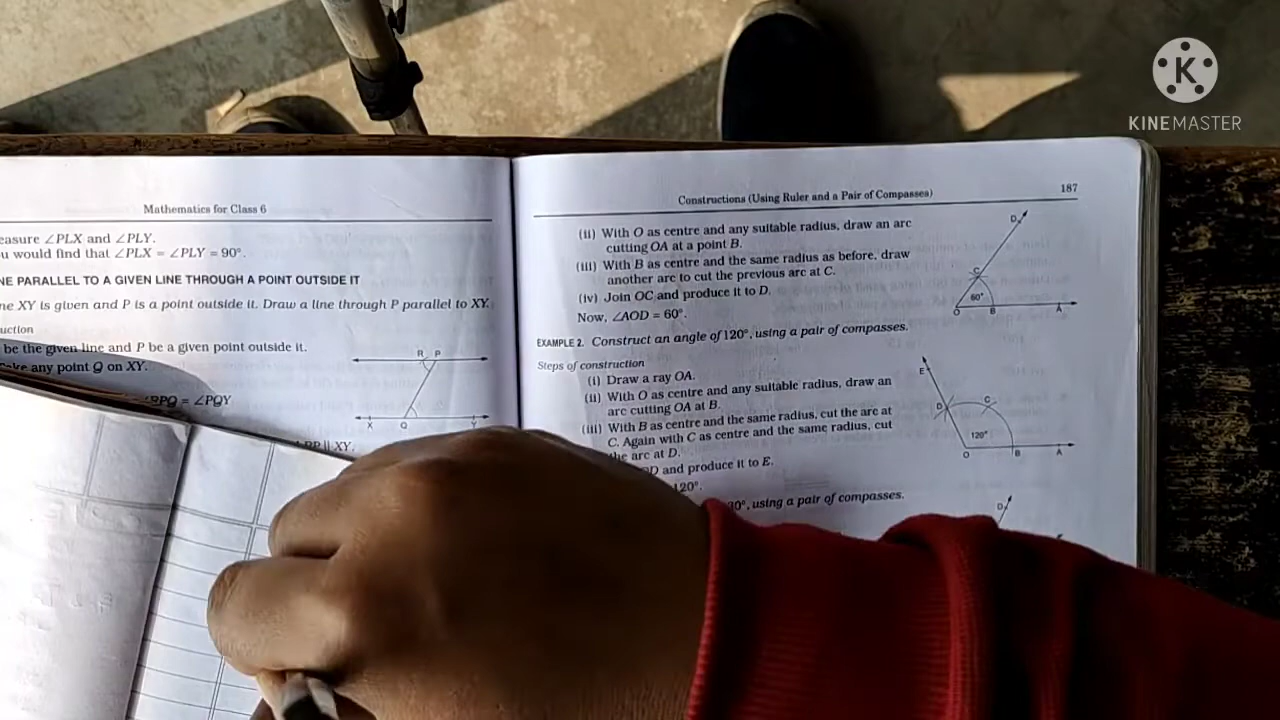 KINEMASTER
Mathematics for Class 6
∠PLX and ∠PLY.
would find that ∠PLX = ∠PLY = 90°.
PARALLEL TO A GIVEN LINE THROUGH A POINT OUTSIDE IT
XY is given and P is a point outside it. Draw a line through P parallel to XY.
be the given line and P be a given point outside it.
any point Q on XY.
= ∠PQY
|| XY.
R P
X Q Y
Constructions (Using Ruler and a Pair of Compasses) 187
(ii) With O as centre and any suitable radius, draw an arc
cutting OA at a point B.
(iii) With B as centre and the same radius as before, draw
another arc to cut the previous arc at C.
(iv) Join OC and produce it to D.
Now, ∠AOD = 60°.
D
C
60°
O B A
EXAMPLE 2. Construct an angle of 120°, using a pair of compasses.
Steps of construction
(i) Draw a ray OA.
(ii) With O as centre and any suitable radius, draw an
arc cutting OA at B.
(iii) With B as centre and the same radius, cut the arc at
C. Again with C as centre and the same radius, cut
the arc at D.
and produce it to E.
120°.
using a pair of compasses.
E
D C
120°
O B A
D